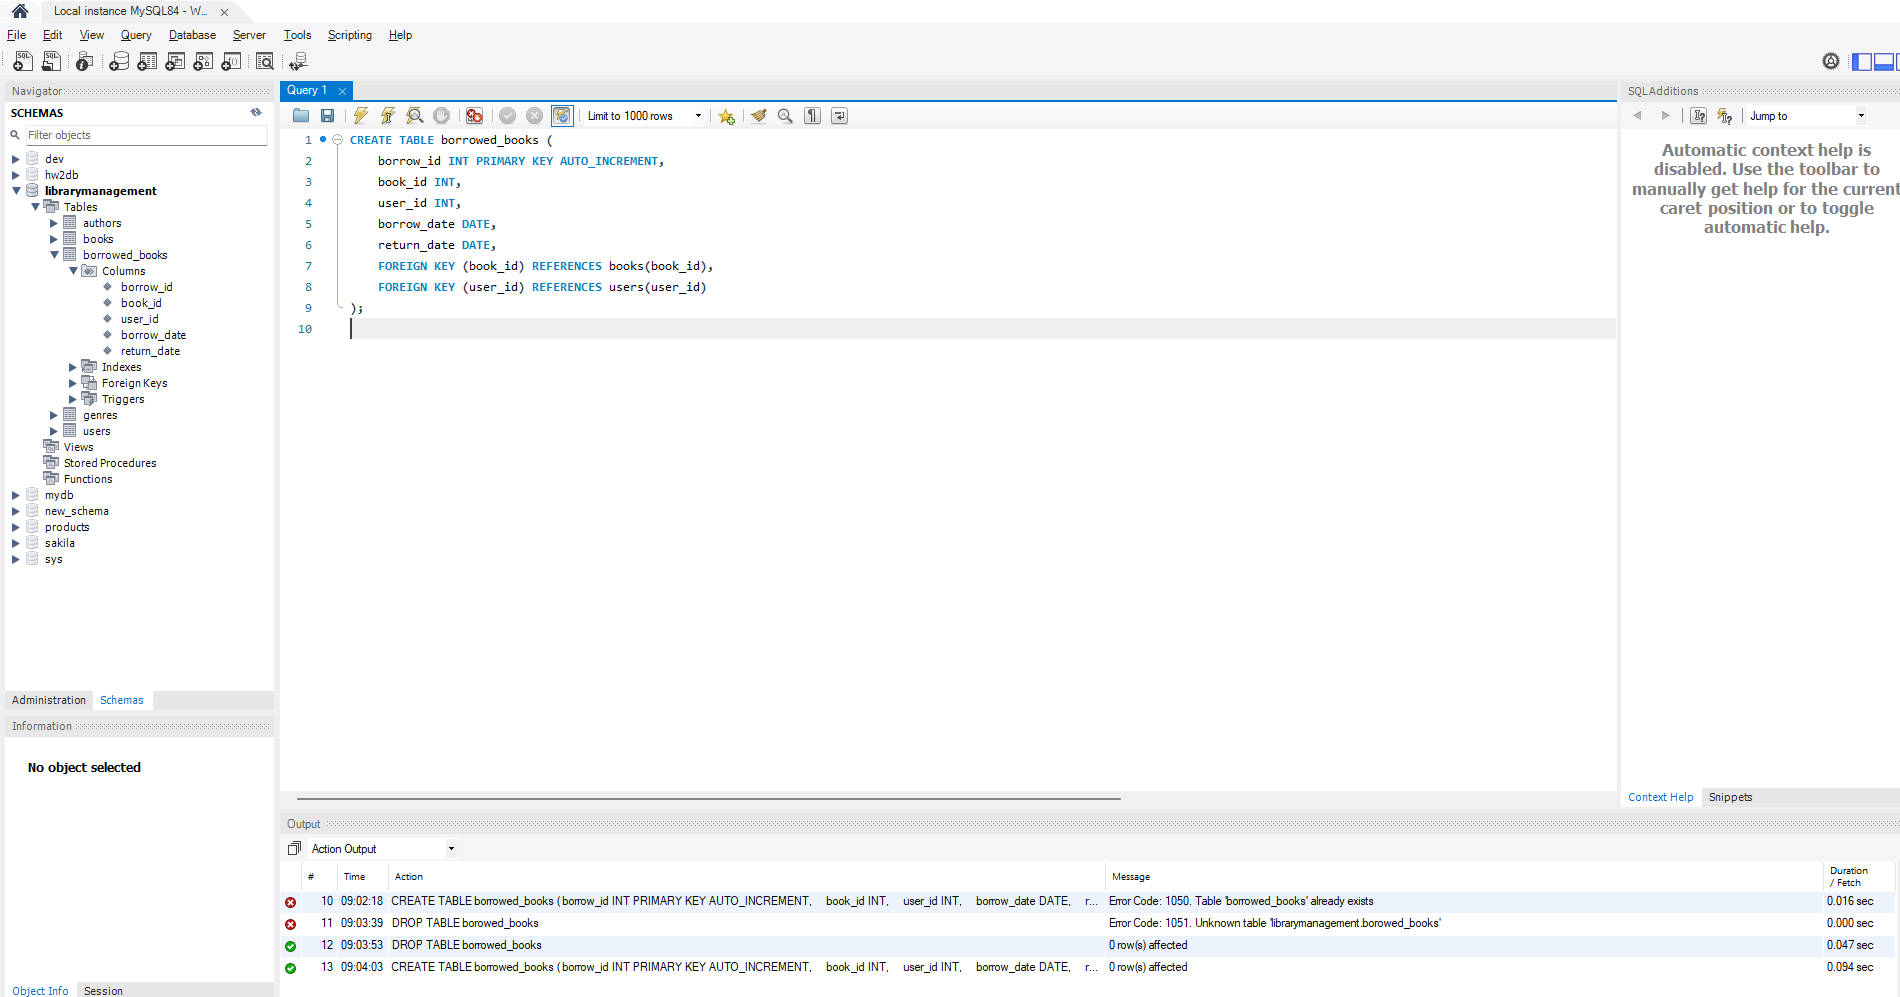 Local instance MySQL84 - W...
File Edit View Query Database Server Tools Scripting Help
Navigator
SCHEMAS
Filter objects
dev
hw2db
librarymanagement
Tables
authors
books
borrowed_books
Columns
borrow_id
book_id
user_id
borrow_date
return_date
Indexes
Foreign Keys
Triggers
genres
users
Views
Stored Procedures
Functions
mydb
new_schema
products
sakila
sys
Administration Schemas
Information
No object selected
Object Info Session
Query 1
Limit to 1000 rows
1 CREATE TABLE borrowed_books (
2 borrow_id INT PRIMARY KEY AUTO_INCREMENT,
3 book_id INT,
4 user_id INT,
5 borrow_date DATE,
6 return_date DATE,
7 FOREIGN KEY (book_id) REFERENCES books(book_id),
8 FOREIGN KEY (user_id) REFERENCES users(user_id)
9 );
10
SQLAdditions
Jump to
Automatic context help is
disabled. Use the toolbar to
manually get help for the current
caret position or to toggle
automatic help.
Context Help Snippets
Output
Action Output
# Time Action Message Duration / Fetch
10 09:02:18 CREATE TABLE borrowed_books ( borrow_id INT PRIMARY KEY AUTO_INCREMENT, book_id INT, user_id INT, borrow_date DATE, r... Error Code: 1050. Table 'borrowed_books' already exists 0.016 sec
11 09:03:39 DROP TABLE borowed_books Error Code: 1051. Unknown table 'librarymanagement.borowed_books' 0.000 sec
12 09:03:53 DROP TABLE borrowed_books 0 row(s) affected 0.047 sec
13 09:04:03 CREATE TABLE borrowed_books ( borrow_id INT PRIMARY KEY AUTO_INCREMENT, book_id INT, user_id INT, borrow_date DATE, r... 0 row(s) affected 0.094 sec